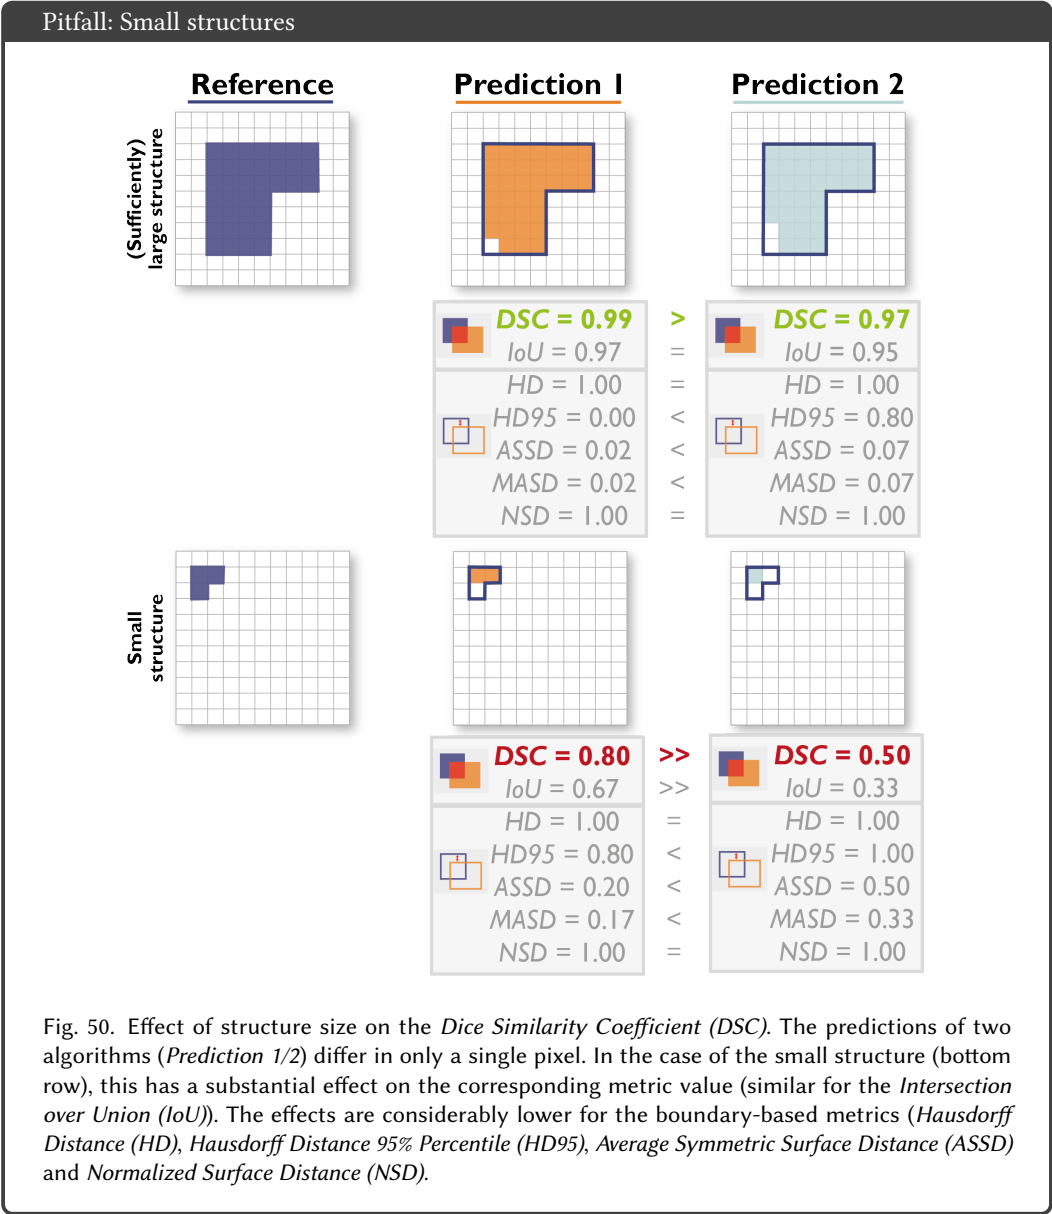 Pitfall: Small structures
Reference Prediction 1 Prediction 2
(Sufficiently)
large structure
DSC = 0.99 > DSC = 0.97
IoU = 0.97 = IoU = 0.95
HD = 1.00 = HD = 1.00
HD95 = 0.00 < HD95 = 0.80
ASSD = 0.02 < ASSD = 0.07
MASD = 0.02 < MASD = 0.07
NSD = 1.00 = NSD = 1.00
Small
structure
DSC = 0.80 >> DSC = 0.50
IoU = 0.67 >> IoU = 0.33
HD = 1.00 = HD = 1.00
HD95 = 0.80 < HD95 = 1.00
ASSD = 0.20 < ASSD = 0.50
MASD = 0.17 < MASD = 0.33
NSD = 1.00 = NSD = 1.00
Fig. 50. Effect of structure size on the Dice Similarity Coefficient (DSC). The predictions of two
algorithms (Prediction 1/2) differ in only a single pixel. In the case of the small structure (bottom
row), this has a substantial effect on the corresponding metric value (similar for the Intersection
over Union (IoU)). The effects are considerably lower for the boundary-based metrics (Hausdorff
Distance (HD), Hausdorff Distance 95% Percentile (HD95), Average Symmetric Surface Distance (ASSD)
and Normalized Surface Distance (NSD).